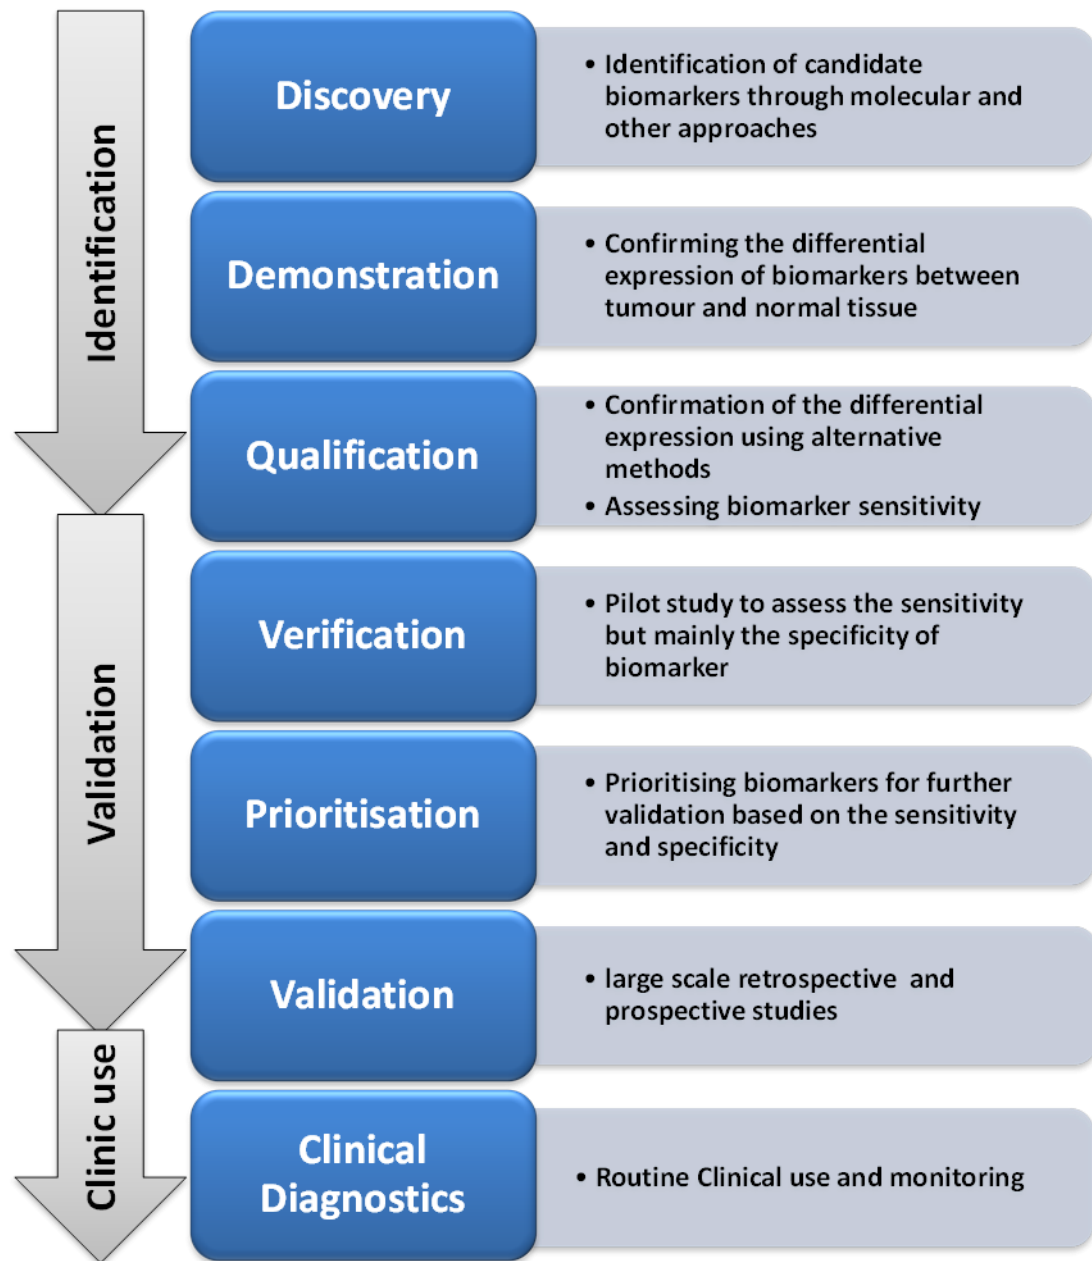 Identification
Discovery
• Identification of candidate
biomarkers through molecular and
other approaches
Demonstration
• Confirming the differential
expression of biomarkers between
tumour and normal tissue
Qualification
• Confirmation of the differential
expression using alternative
methods
• Assessing biomarker sensitivity
Validation
Verification
• Pilot study to assess the sensitivity
but mainly the specificity of
biomarker
Prioritisation
• Prioritising biomarkers for further
validation based on the sensitivity
and specificity
Validation
• large scale retrospective and
prospective studies
Clinic use
Clinical
Diagnostics
• Routine Clinical use and monitoring